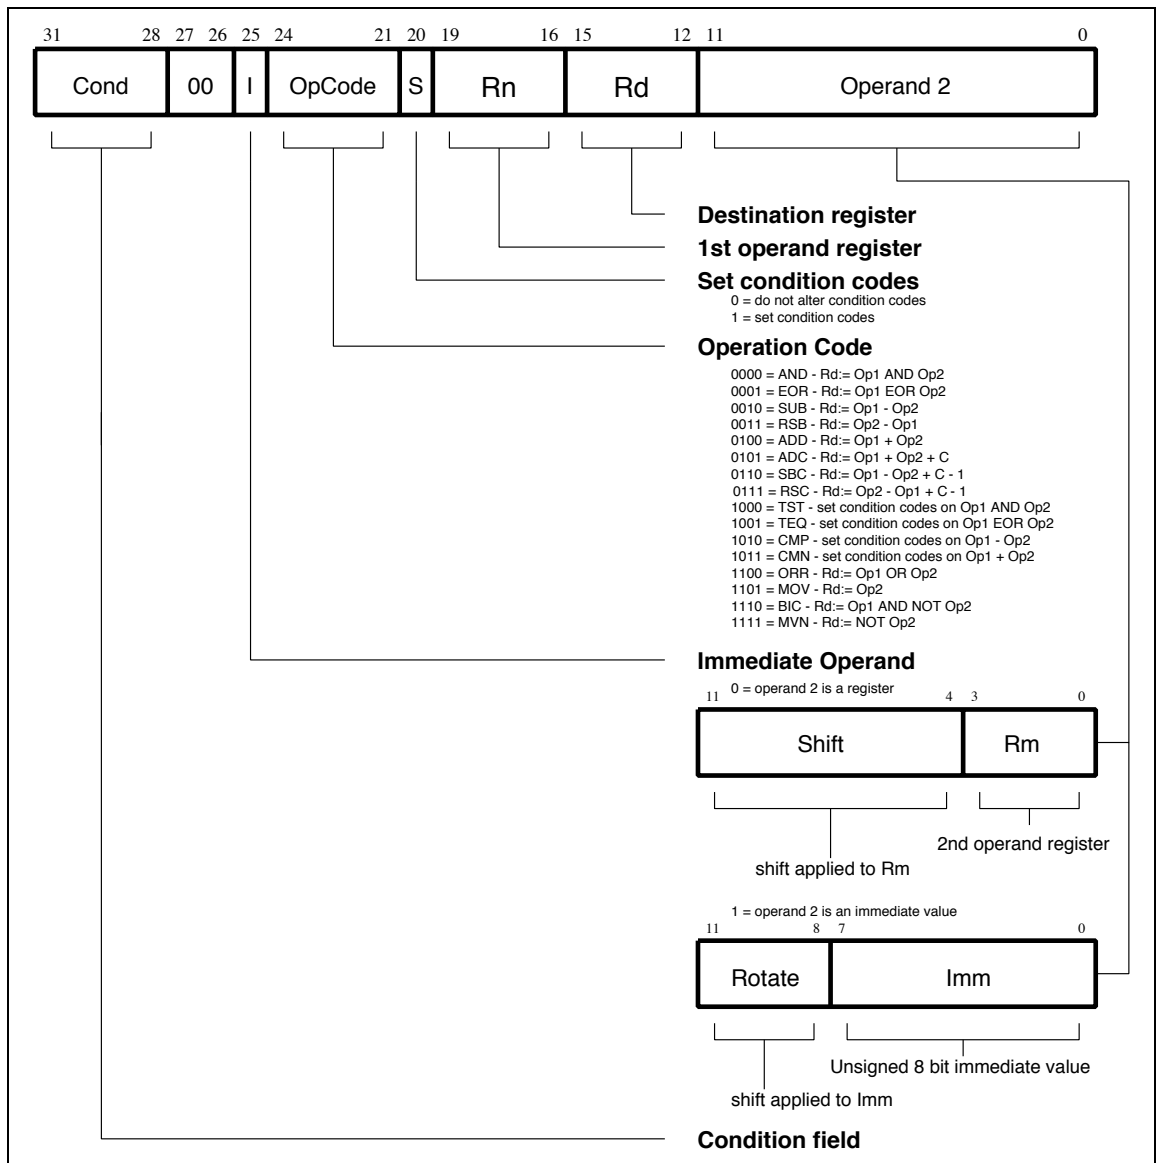 31 28 27 26 25 24 21 20 19 16 15 12 11 0
Cond 00 I OpCode S Rn Rd Operand 2
Destination register
1st operand register
Set condition codes
0 = do not alter condition codes
1 = set condition codes
Operation Code
0000 = AND - Rd:= Op1 AND Op2
0001 = EOR - Rd:= Op1 EOR Op2
0010 = SUB - Rd:= Op1 - Op2
0011 = RSB - Rd:= Op2 - Op1
0100 = ADD - Rd:= Op1 + Op2
0101 = ADC - Rd:= Op1 + Op2 + C
0110 = SBC - Rd:= Op1 - Op2 + C - 1
0111 = RSC - Rd:= Op2 - Op1 + C - 1
1000 = TST - set condition codes on Op1 AND Op2
1001 = TEQ - set condition codes on Op1 EOR Op2
1010 = CMP - set condition codes on Op1 - Op2
1011 = CMN - set condition codes on Op1 + Op2
1100 = ORR - Rd:= Op1 OR Op2
1101 = MOV - Rd:= Op2
1110 = BIC - Rd:= Op1 AND NOT Op2
1111 = MVN - Rd:= NOT Op2
Immediate Operand
0 = operand 2 is a register
11 4 3 0
Shift Rm
2nd operand register
shift applied to Rm
1 = operand 2 is an immediate value
11 8 7 0
Rotate Imm
Unsigned 8 bit immediate value
shift applied to Imm
Condition field